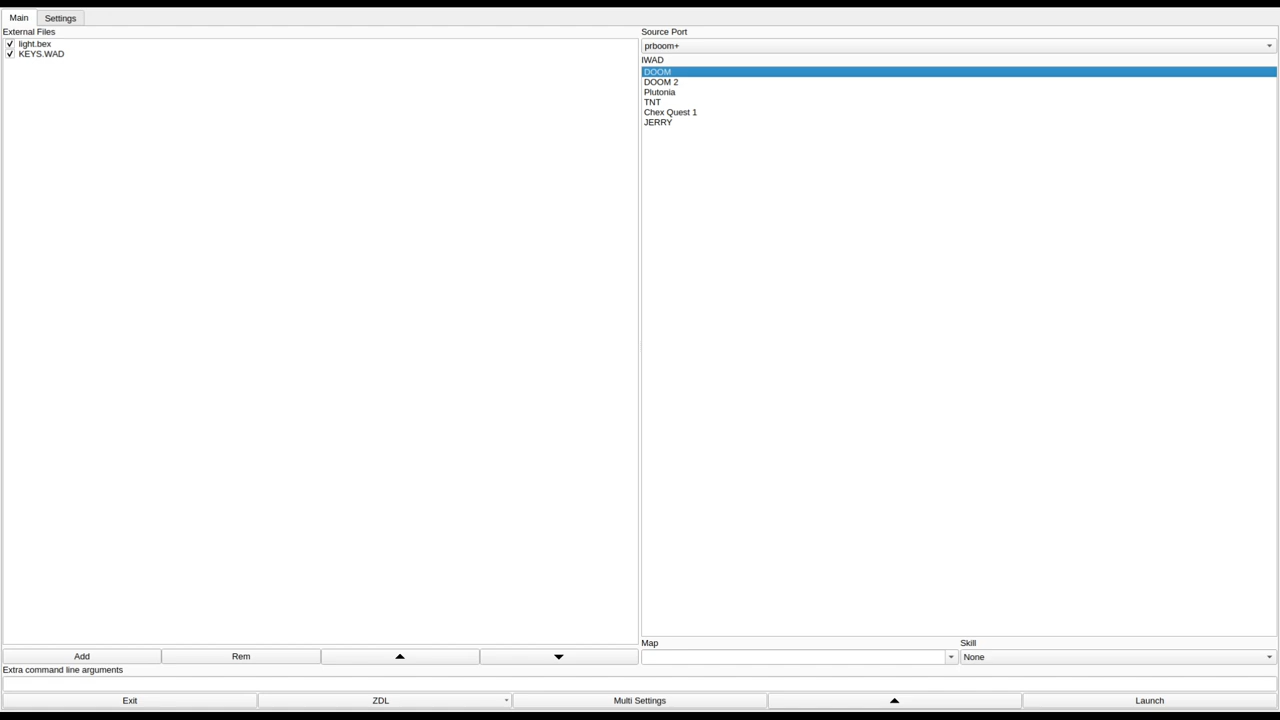 Main Settings
External Files
light.bex
KEYS.WAD
Source Port
prboom+
IWAD
DOOM
DOOM 2
Plutonia
TNT
Chex Quest 1
JERRY
Map Skill
None
Add Rem
Extra command line arguments
Exit ZDL Multi Settings Launch